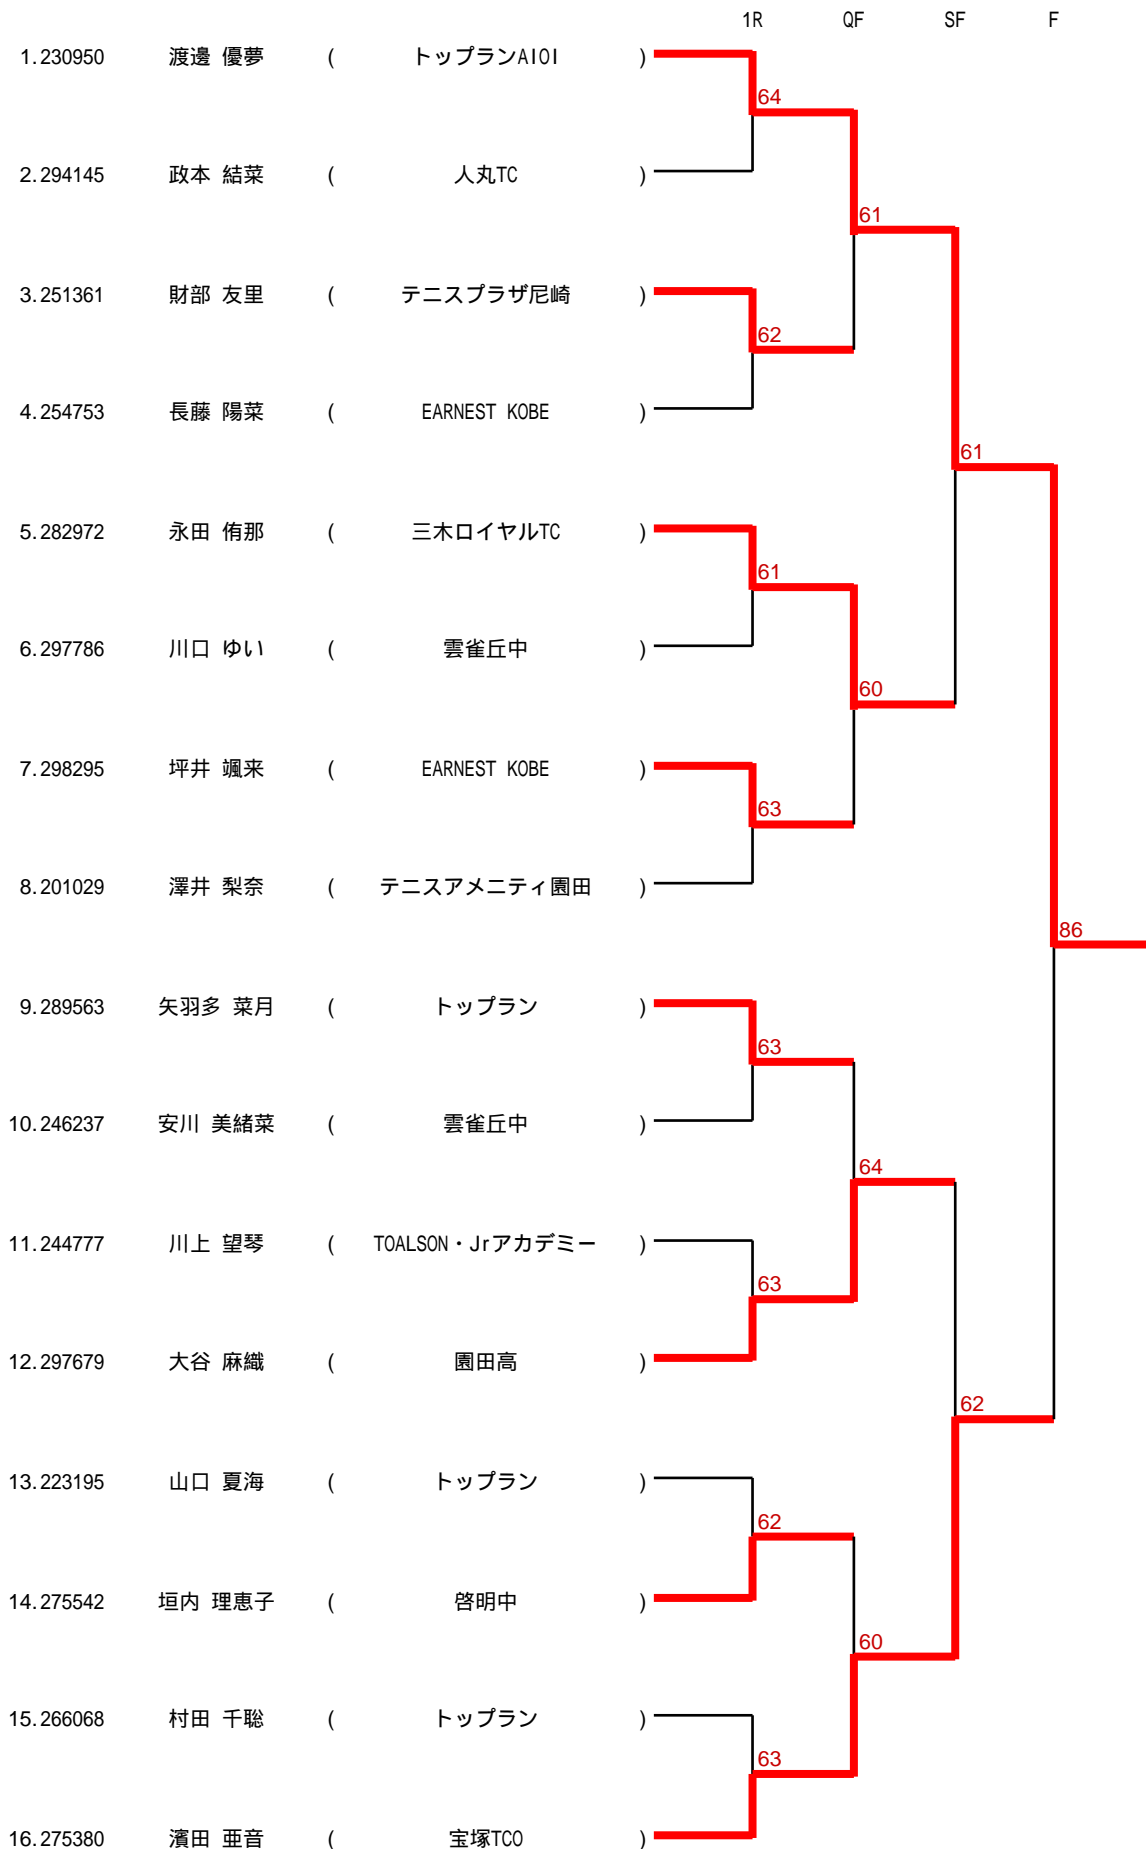 1R QF SF F
1.230950 渡邊 優夢 ( トップランAIOI )
64
2.294145 政本 結菜 ( 人丸TC )
61
3.251361 財部 友里 ( テニスプラザ尼崎 )
62
4.254753 長藤 陽菜 ( EARNEST KOBE )
61
5.282972 永田 侑那 ( 三木ロイヤルTC )
61
6.297786 川口 ゆい ( 雲雀丘中 )
60
7.298295 坪井 颯来 ( EARNEST KOBE )
63
8.201029 澤井 梨奈 ( テニスアメニティ園田 )
86
9.289563 矢羽多 菜月 ( トップラン )
63
10.246237 安川 美緒菜 ( 雲雀丘中 )
64
11.244777 川上 望琴 ( TOALSON・Jrアカデミー )
63
12.297679 大谷 麻織 ( 園田高 )
62
13.223195 山口 夏海 ( トップラン )
62
14.275542 垣内 理恵子 ( 啓明中 )
60
15.266068 村田 千聡 ( トップラン )
63
16.275380 濱田 亜音 ( 宝塚TCO )